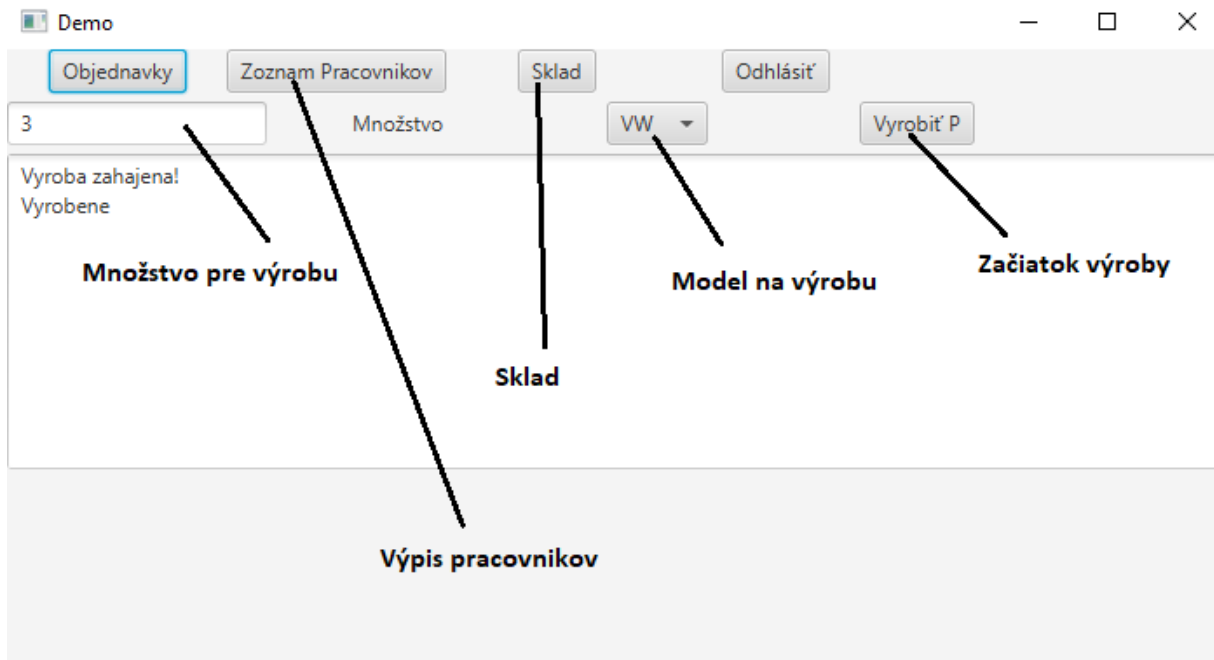 Demo
Objednavky Zoznam Pracovnikov Sklad Odhlásiť
3 Množstvo VW Vyrobiť P
Vyroba zahajena!
Vyrobene
Množstvo pre výrobu
Model na výrobu
Začiatok výroby
Sklad
Výpis pracovnikov